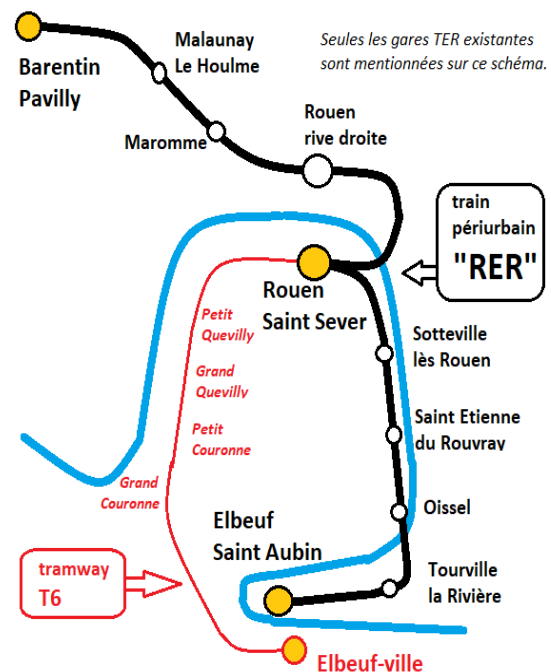 Malaunay
Le Houlme
Seules les gares TER existantes
sont mentionnées sur ce schéma.
Barentin
Pavilly
Maromme
Rouen
rive droite
train
périurbain
"RER"
Rouen
Saint Sever
Petit
Quevilly
Sotteville
lès Rouen
Grand
Quevilly
Petit
Couronne
Saint Etienne
du Rouvray
Grand
Couronne
Oissel
Elbeuf
Saint Aubin
tramway
T6
Tourville
la Rivière
Elbeuf-ville